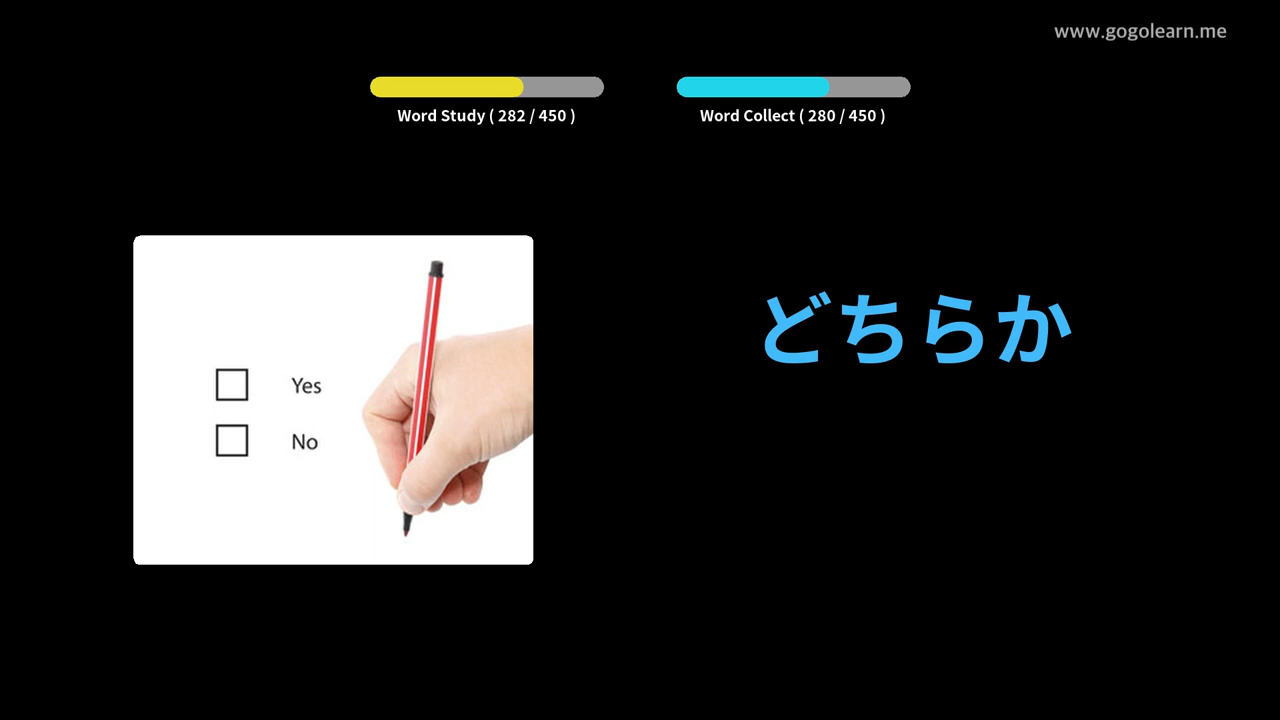 www.gogolearn.me
Word Study ( 282 / 450 )
Word Collect ( 280 / 450 )
Yes
No
どちらか